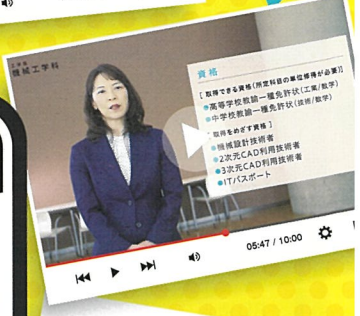 機械工学科
資格
[ 取得できる資格(所定科目の単位修得が必要)]
●高等学校教諭一種免許状(工業/数学)
●中学校教諭一種免許状(技術/数学)
[ 取得をめざす資格 ]
●機械設計技術者
●2次元CAD利用技術者
●3次元CAD利用技術者
●ITパスポート
05:47 / 10:00